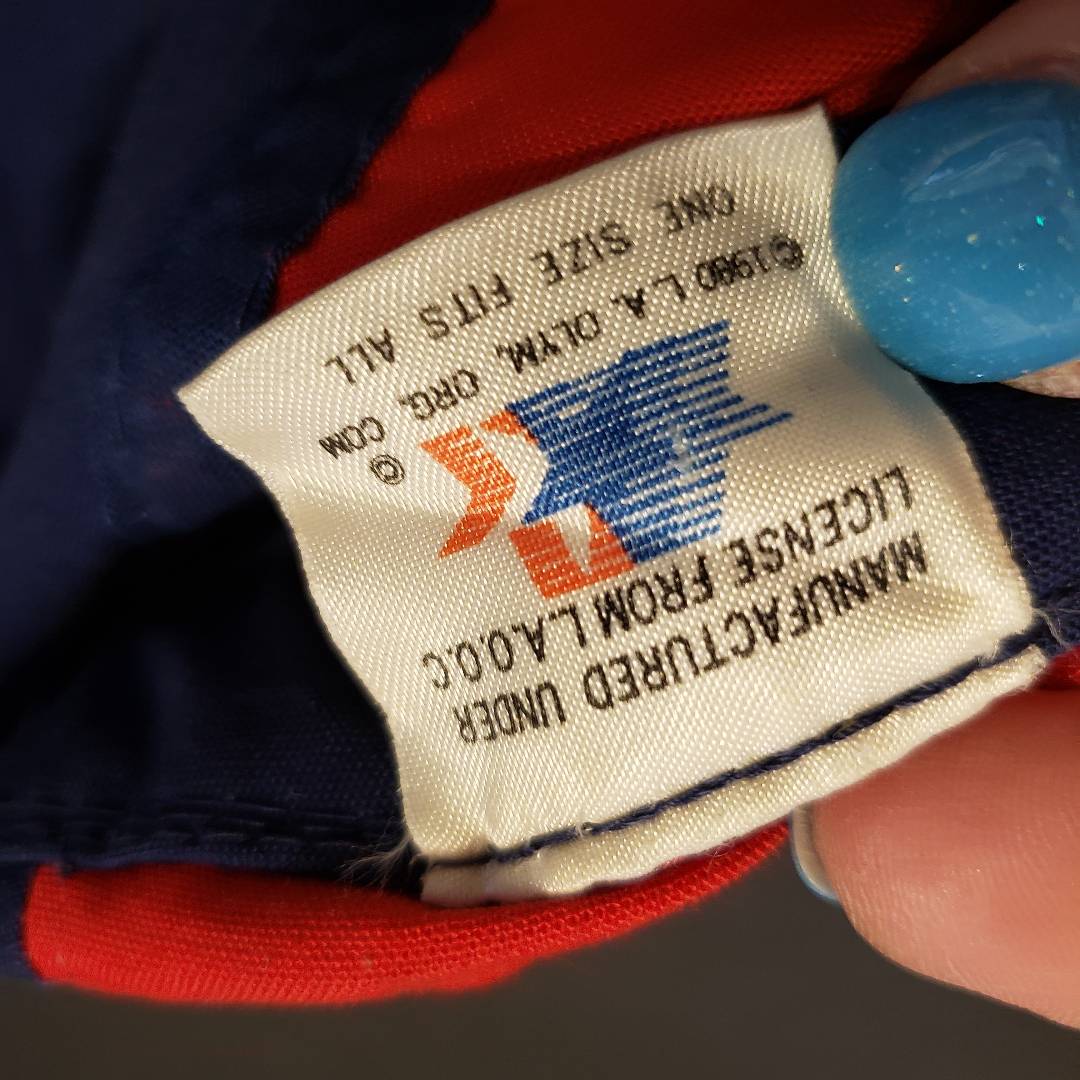 MANUFACTURED UNDER
LICENSE FROM L.A.O.O.C
©
©1980 L.A. OLYM. ORG. COM
ONE SIZE FITS ALL